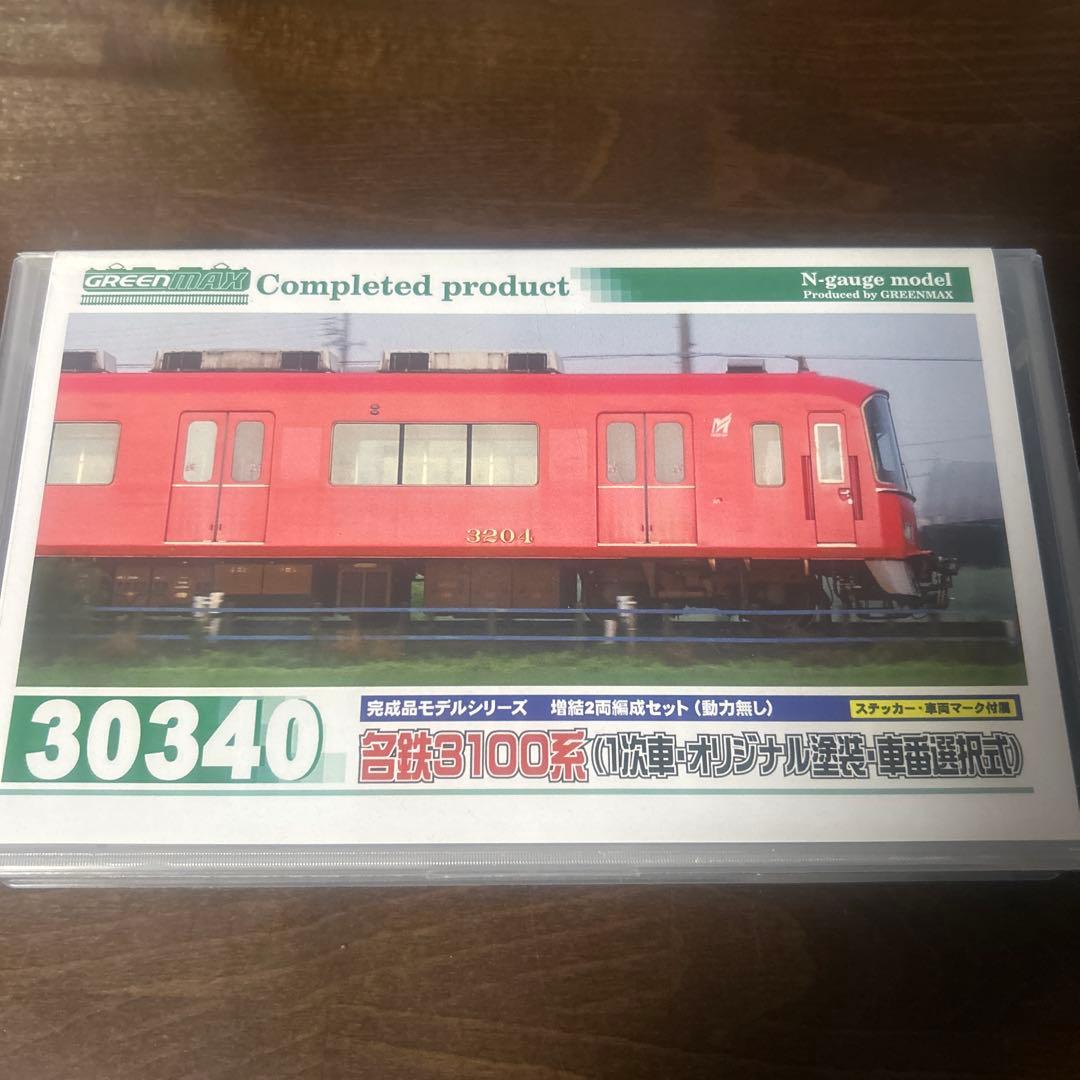 GREENMAX Completed product
N-gauge model
Produced by GREENMAX
3204
30340
完成品モデルシリーズ 増結2両編成セット(動力無し)
ステッカー・車両マーク付属
名鉄3100系(1次車・オリジナル塗装・車番選択式)